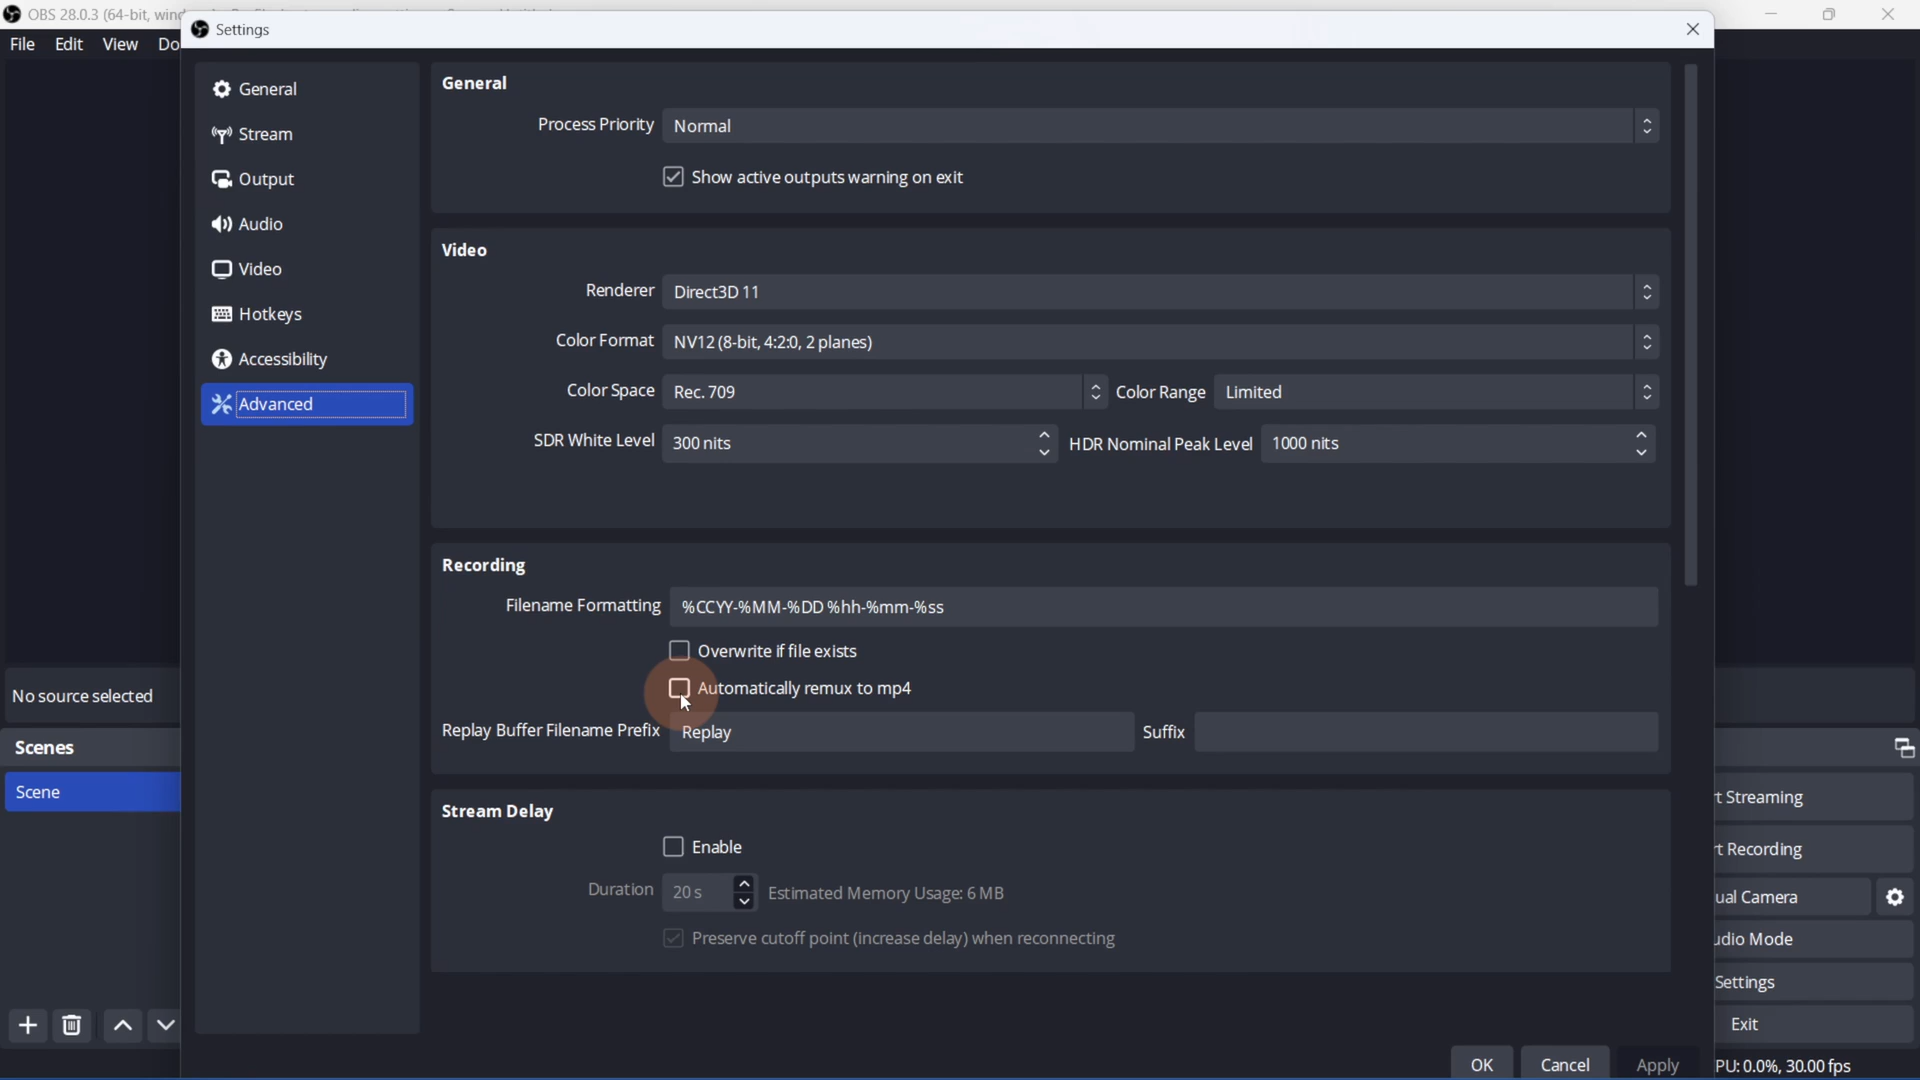 OBS 28.0.3 (64-bit, wind
File Edit View Do
Settings
General
Stream
Output
Audio
Video
Hotkeys
Accessibility
Advanced
General
Process Priority Normal
Show active outputs warning on exit
Video
Renderer Direct3D 11
Color Format NV12 (8-bit, 4:2:0, 2 planes)
Color Space Rec. 709 Color Range Limited
SDR White Level 300 nits HDR Nominal Peak Level 1000 nits
Recording
Filename Formatting %CCYY-%MM-%DD %hh-%mm-%ss
Overwrite if file exists
Automatically remux to mp4
Replay Buffer Filename Prefix Replay Suffix
Stream Delay
Enable
Duration 20 s Estimated Memory Usage: 6 MB
Preserve cutoff point (increase delay) when reconnecting
OK Cancel Apply
No source selected
Scenes
Scene
rt Streaming
rt Recording
ual Camera
udio Mode
Settings
Exit
PU: 0.0%, 30.00 fps